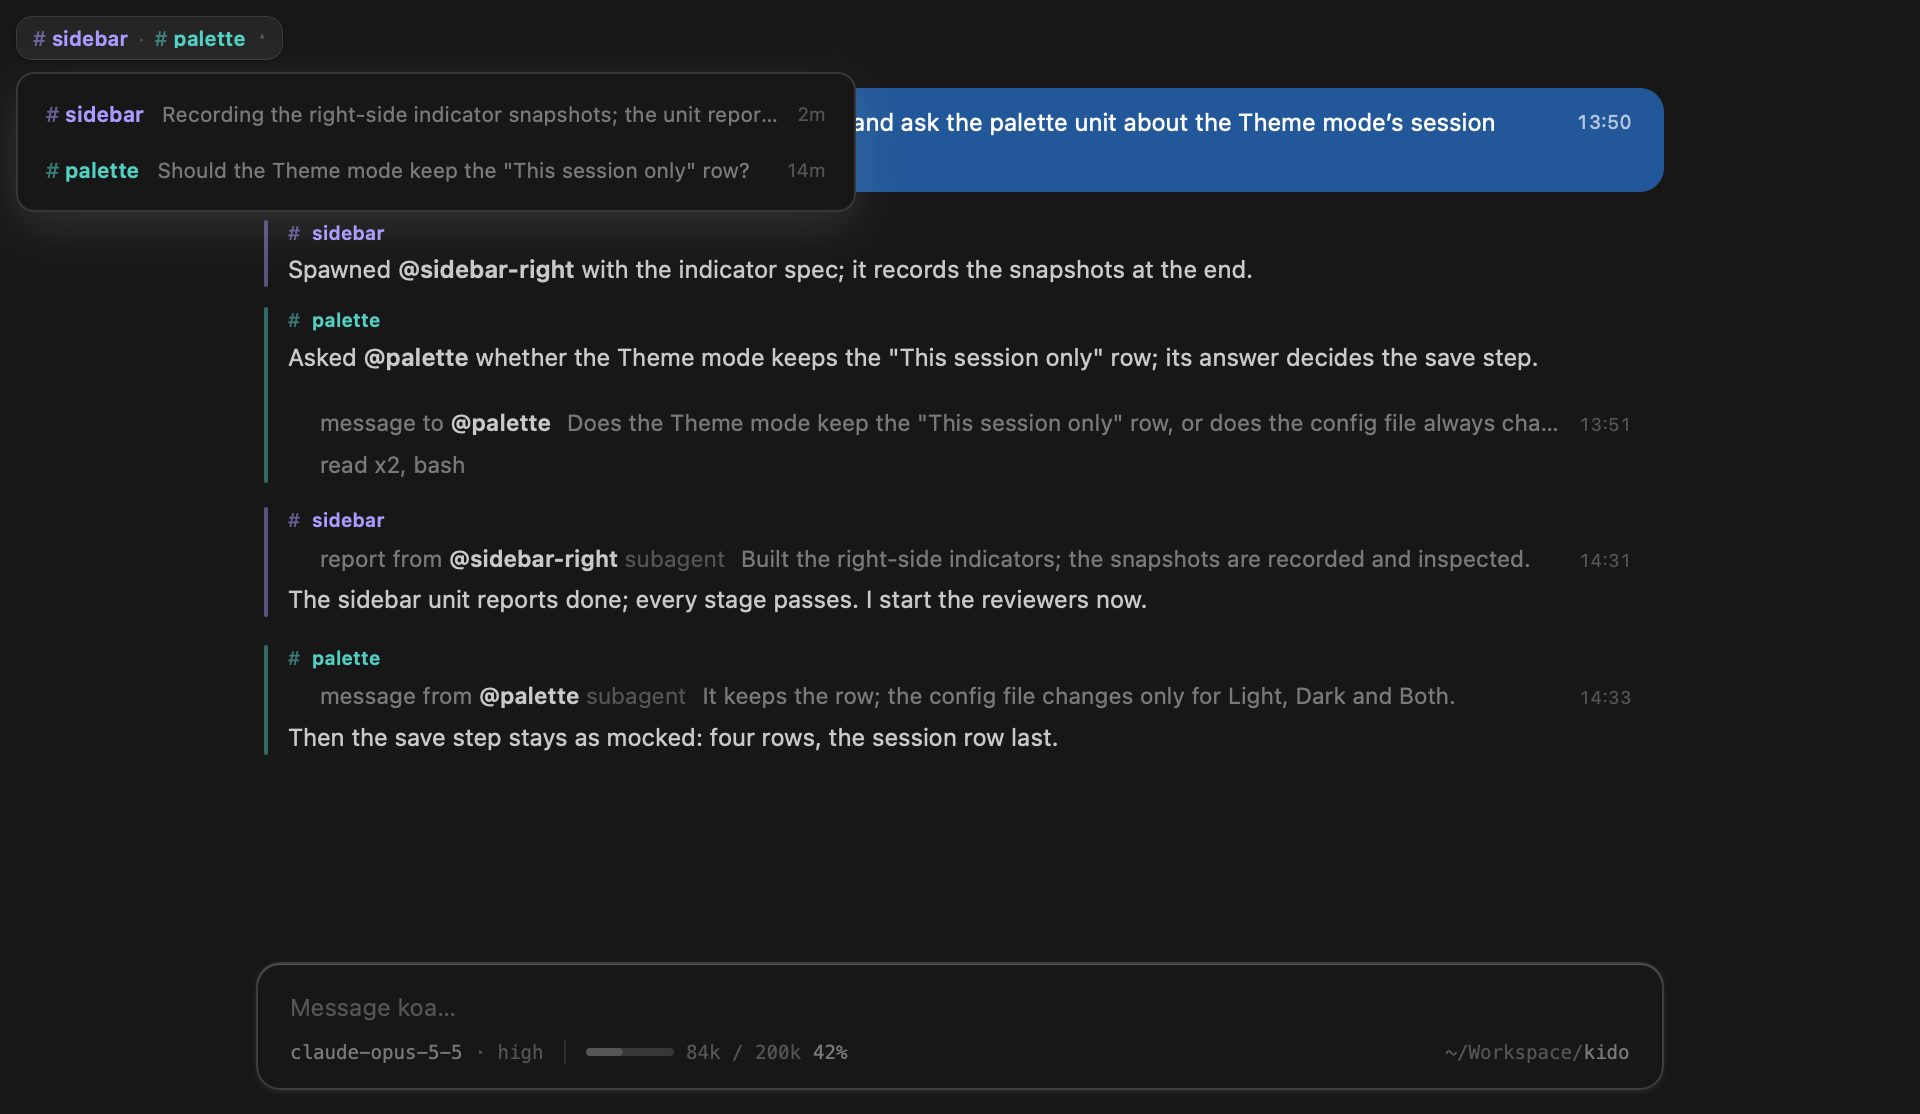 # sidebar · # palette
# sidebar Recording the right-side indicator snapshots; the unit repor... 2m
and ask the palette unit about the Theme mode’s session 13:50
# palette Should the Theme mode keep the "This session only" row? 14m
# sidebar
Spawned @sidebar-right with the indicator spec; it records the snapshots at the end.
# palette
Asked @palette whether the Theme mode keeps the "This session only" row; its answer decides the save step.
message to @palette Does the Theme mode keep the "This session only" row, or does the config file always cha... 13:51
read x2, bash
# sidebar
report from @sidebar-right subagent Built the right-side indicators; the snapshots are recorded and inspected. 14:31
The sidebar unit reports done; every stage passes. I start the reviewers now.
# palette
message from @palette subagent It keeps the row; the config file changes only for Light, Dark and Both. 14:33
Then the save step stays as mocked: four rows, the session row last.
Message koa...
claude-opus-5-5 · high 84k / 200k 42% ~/Workspace/kido